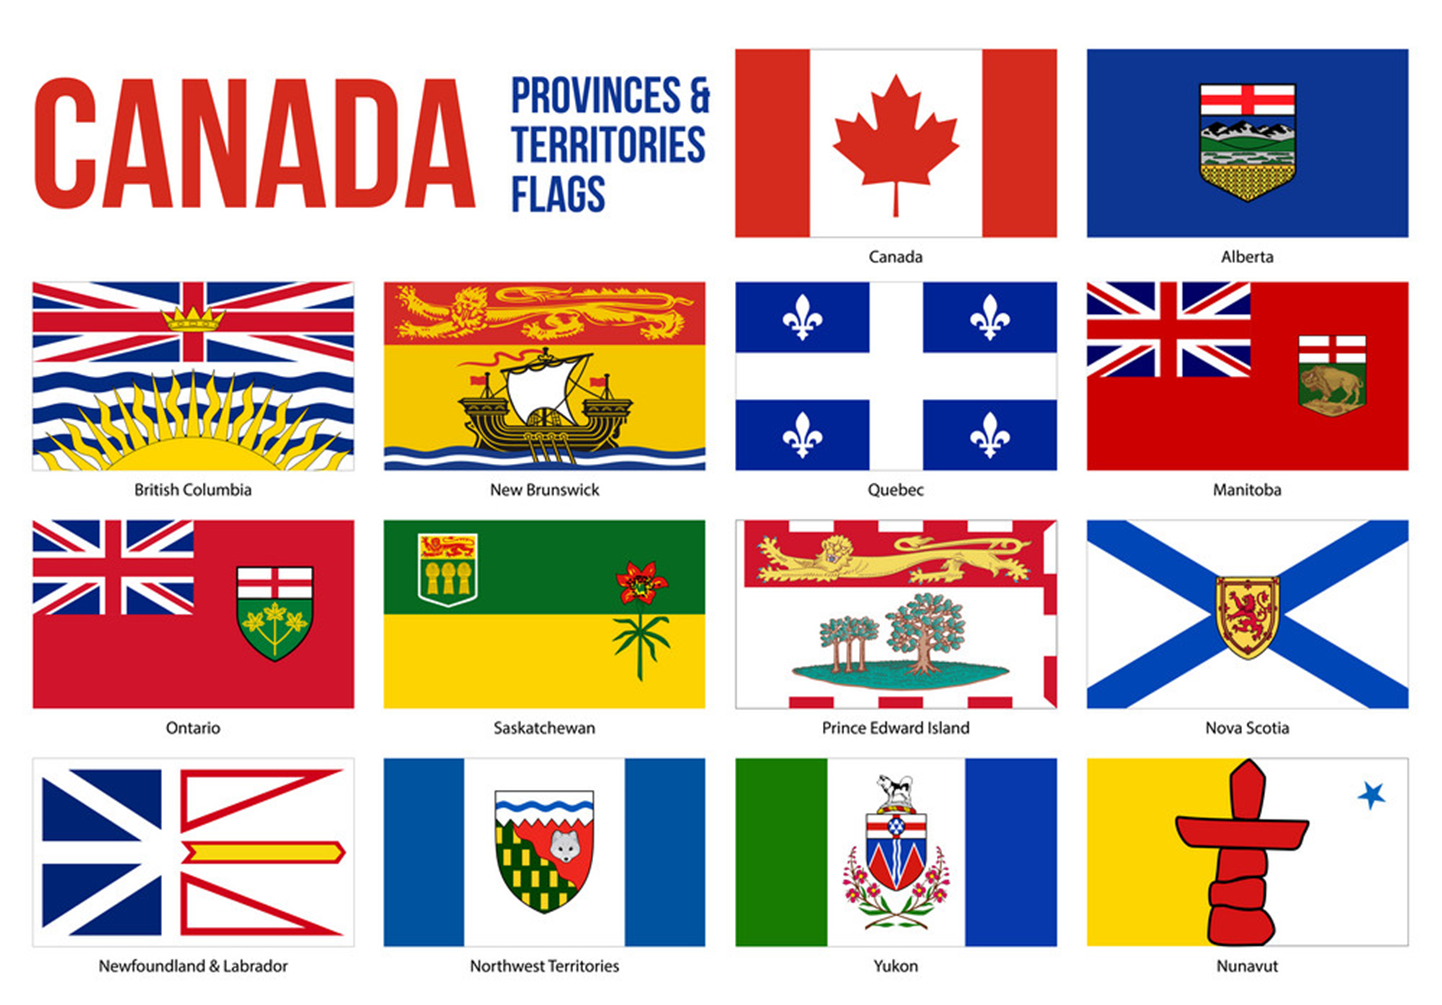 CANADA
PROVINCES &
TERRITORIES
FLAGS
Canada
Alberta
British Columbia
New Brunswick
Quebec
Manitoba
Ontario
Saskatchewan
Prince Edward Island
Nova Scotia
Newfoundland & Labrador
Northwest Territories
Yukon
Nunavut